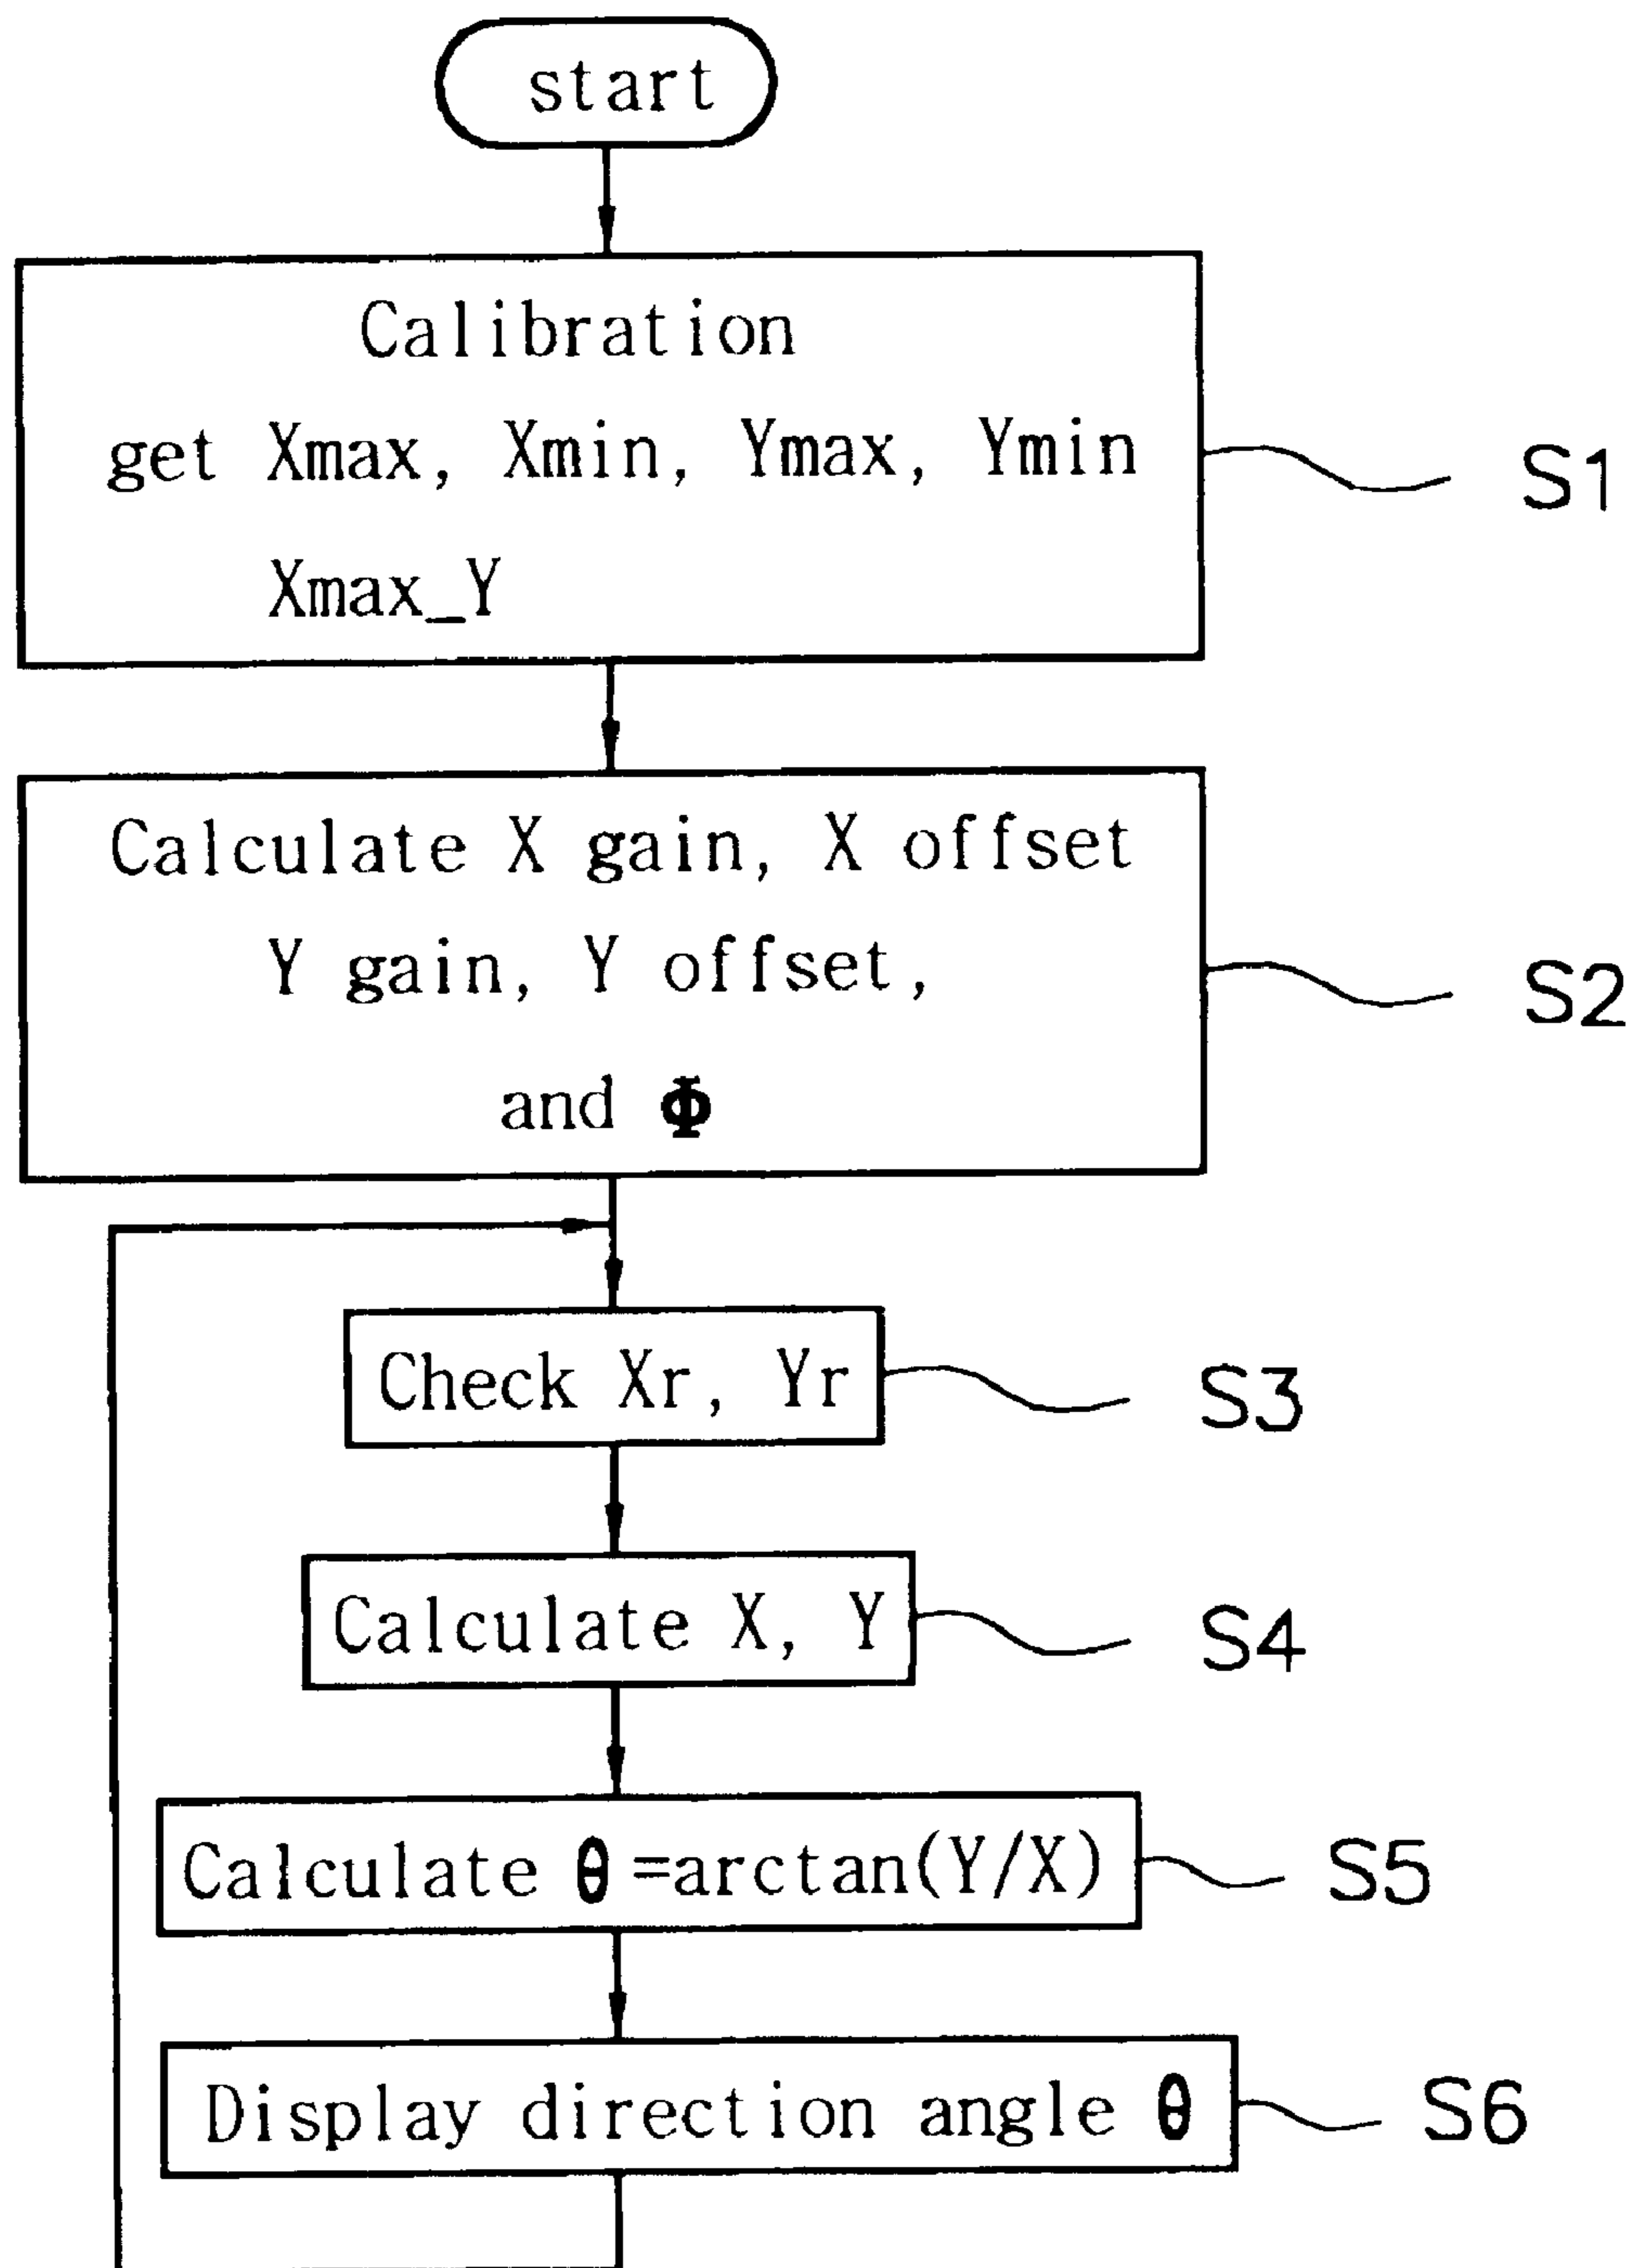 start
Calibration
get Xmax, Xmin, Ymax, Ymin
Xmax_Y
S1
Calculate X gain, X offset
Y gain, Y offset,
and Φ
S2
Check Xr, Yr
S3
Calculate X, Y
S4
Calculate θ=arctan(Y/X)
S5
Display direction angle θ
S6